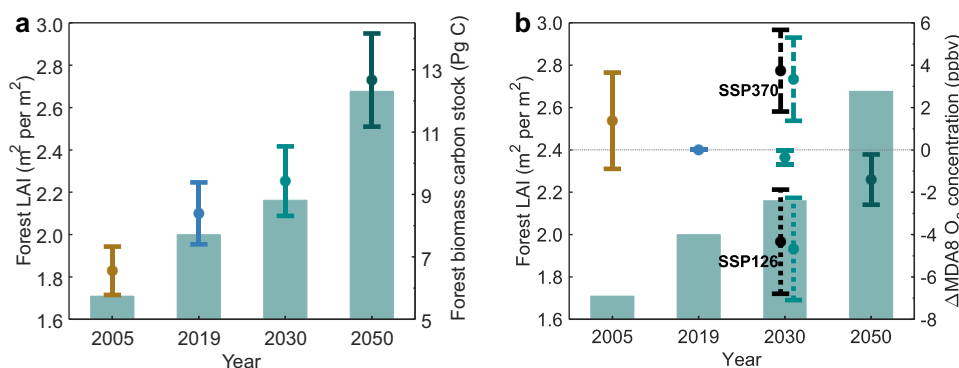 a
3.0
2.8
2.6
2.4
2.2
2.0
1.8
1.6
Forest LAI (m² per m²)
13
11
9
7
5
Forest biomass carbon stock (Pg C)
2005 2019 2030 2050
Year
b
3.0
2.8
2.6
2.4
2.2
2.0
1.8
1.6
Forest LAI (m² per m²)
SSP370
SSP126
6
4
2
0
-2
-4
-6
-8
ΔMDA8 O₃ concentration (ppbv)
2005 2019 2030 2050
Year